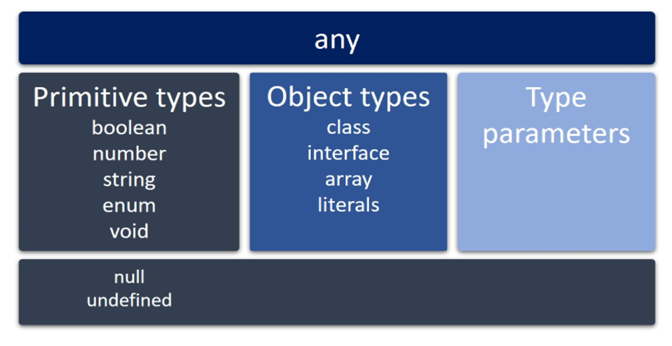 any
Primitive types
boolean
number
string
enum
void
Object types
class
interface
array
literals
Type
parameters
null
undefined